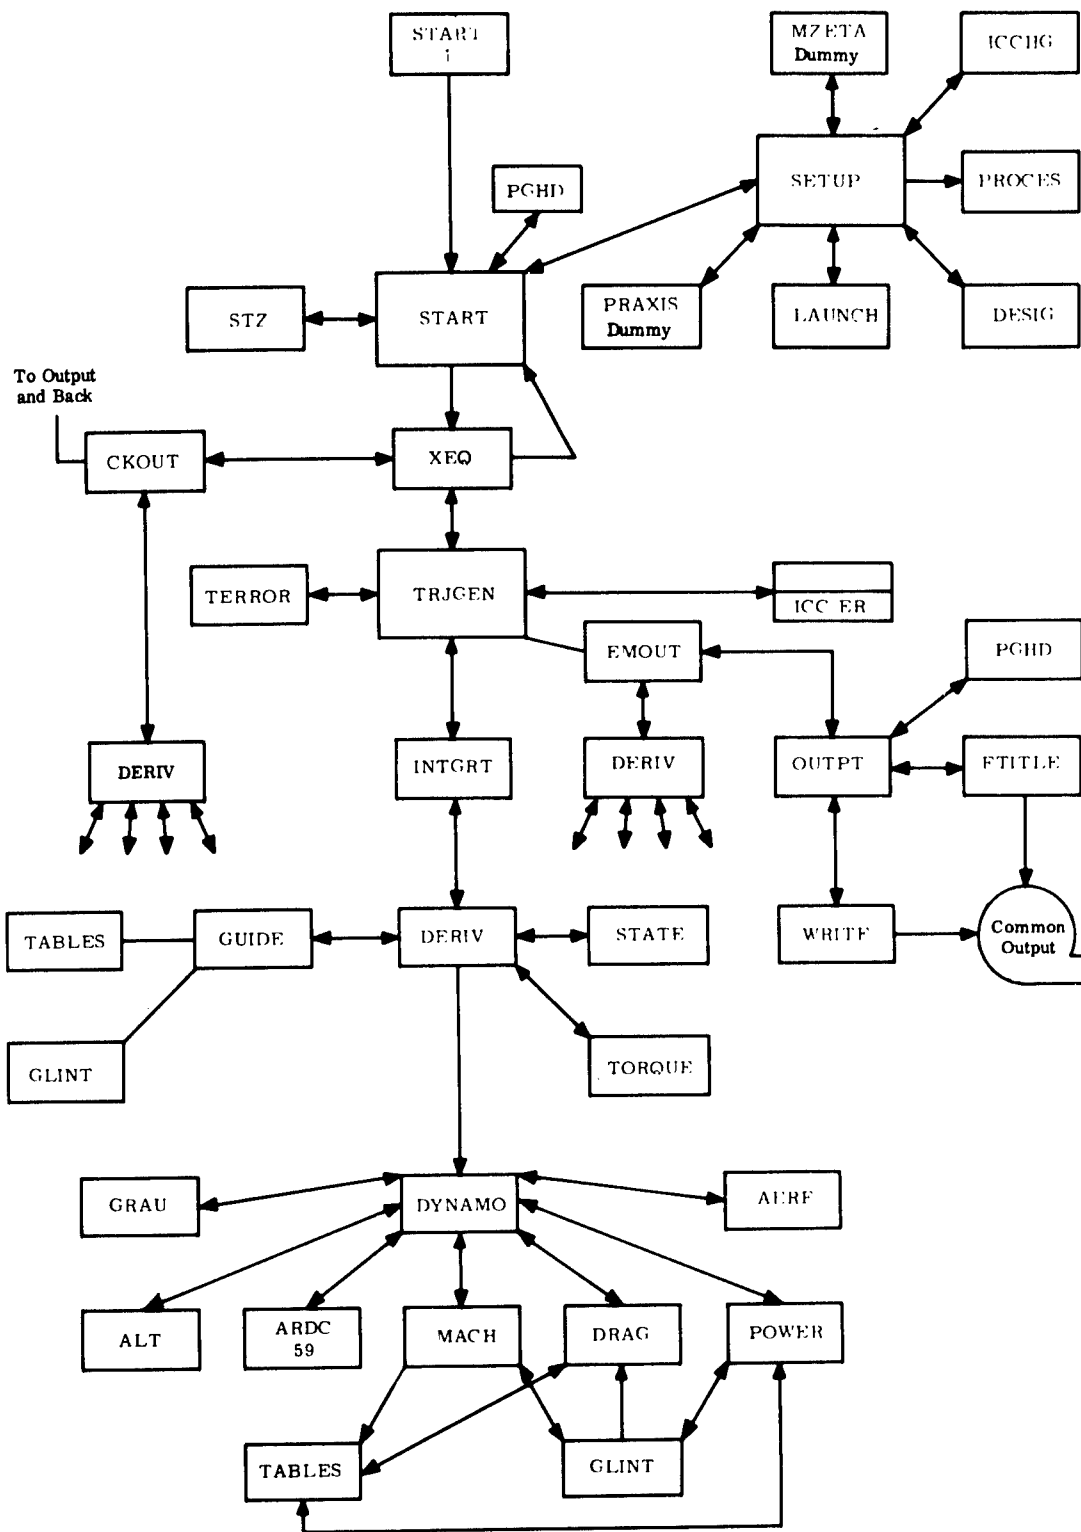 START
1
MZETA
Dummy
ICCHG
SETUP
PROCES
PGHD
STZ
START
PRAXIS
Dummy
LAUNCH
DESIG
To Output
and Back
CKOUT
XEQ
TERROR
TRJGEN
ICC ER
EMOUT
PGHD
DERIV
INTGRT
DERIV
OUTPT
FTITLE
TABLES
GUIDE
DERIV
STATE
WRITE
Common
Output
GLINT
TORQUE
GRAU
DYNAMO
AERF
ALT
ARDC
59
MACH
DRAG
POWER
TABLES
GLINT